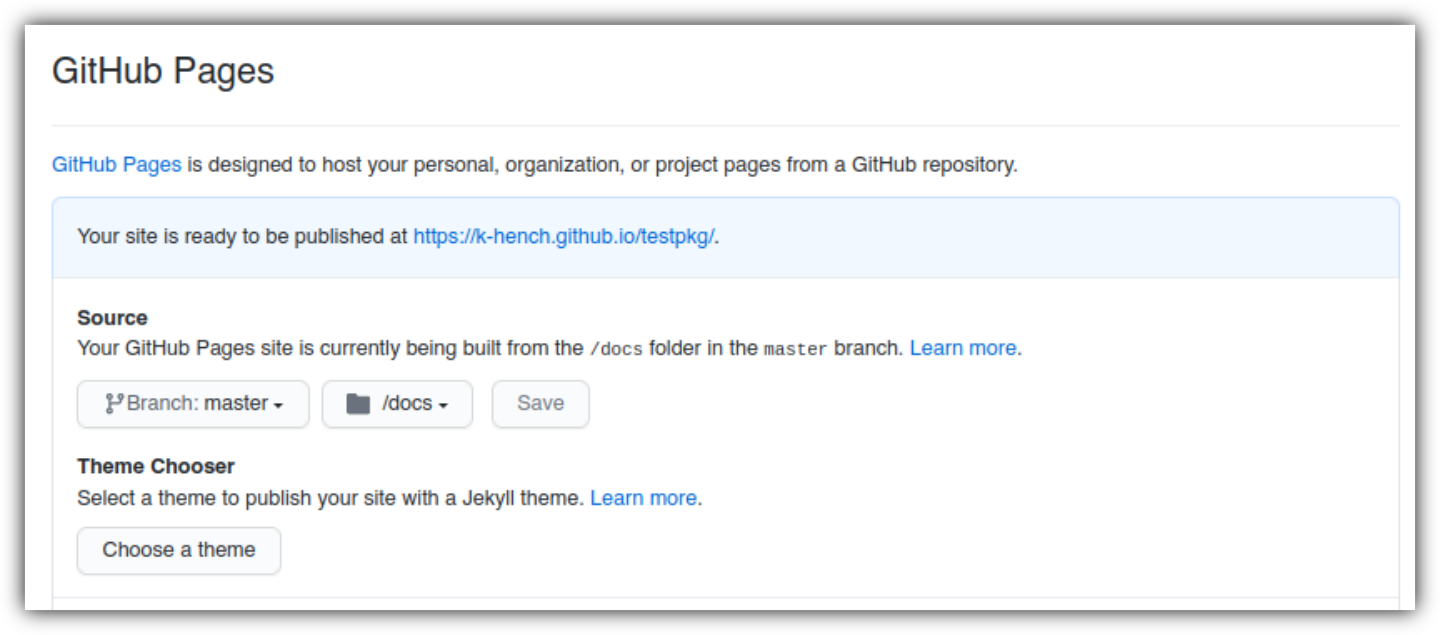 GitHub Pages
GitHub Pages is designed to host your personal, organization, or project pages from a GitHub repository.
Your site is ready to be published at https://k-hench.github.io/testpkg/.
Source
Your GitHub Pages site is currently being built from the /docs folder in the master branch. Learn more.
Branch: master /docs Save
Theme Chooser
Select a theme to publish your site with a Jekyll theme. Learn more.
Choose a theme